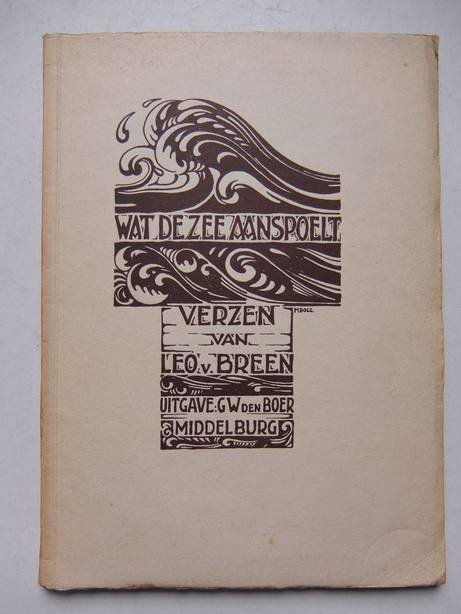 WAT DE ZEE AANSPOELT
M BOLL
VERZEN
VAN
LEO v. BREEN
UITGAVE: G W DEN BOER
MIDDELBURG